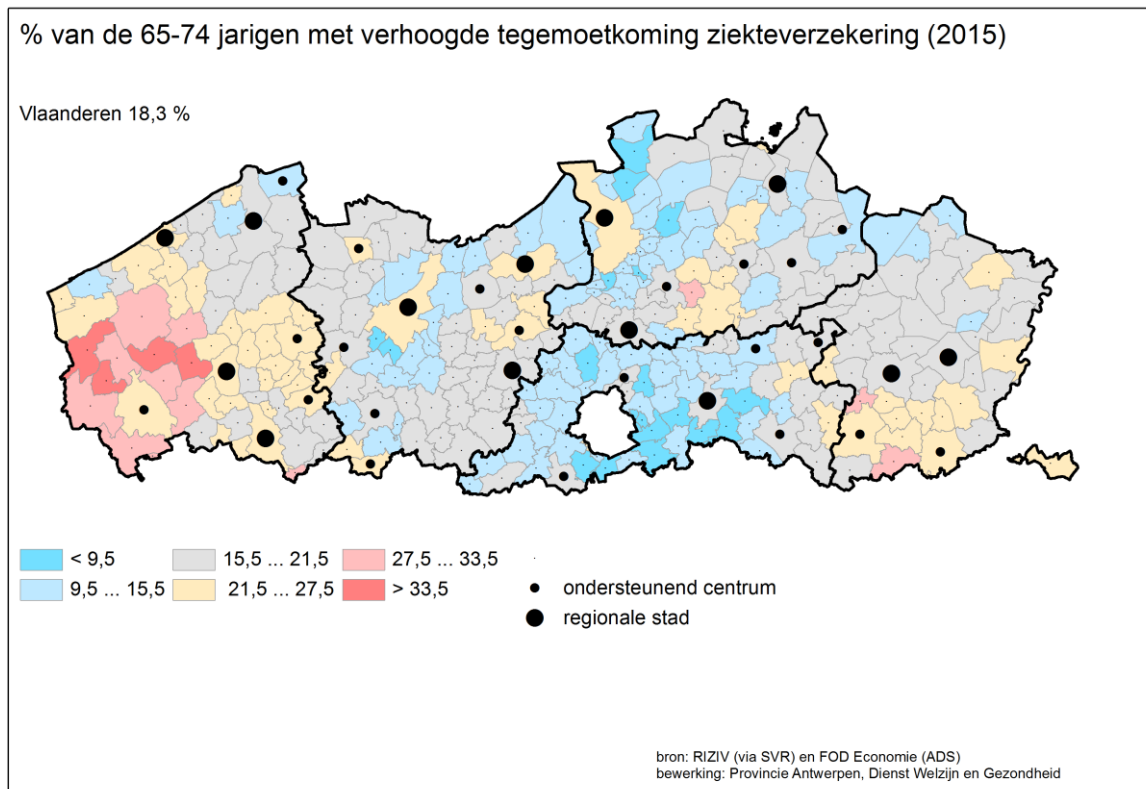 % van de 65-74 jarigen met verhoogde tegemoetkoming ziekteverzekering (2015)
Vlaanderen 18,3 %
< 9,5
15,5 ... 21,5
27,5 ... 33,5
9,5 ... 15,5
21,5 ... 27,5
> 33,5
ondersteunend centrum
regionale stad
bron: RIZIV (via SVR) en FOD Economie (ADS)
bewerking: Provincie Antwerpen, Dienst Welzijn en Gezondheid